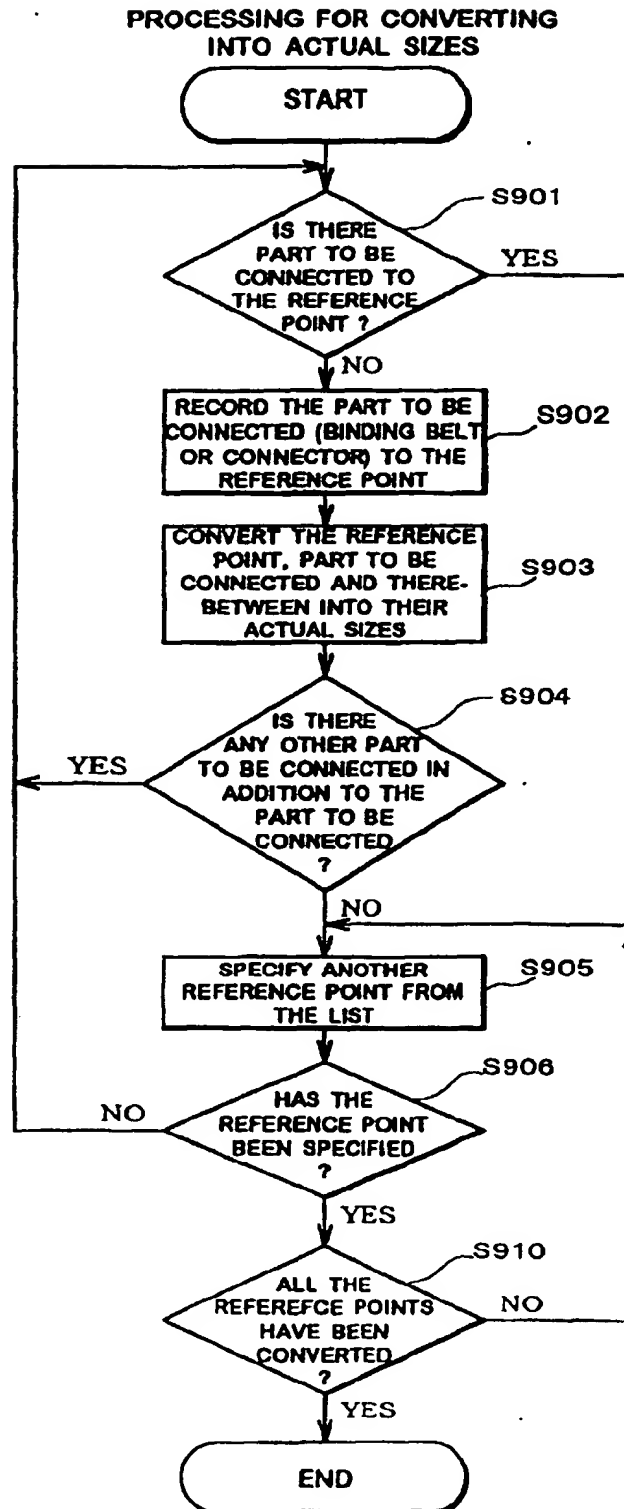 PROCESSING FOR CONVERTING
INTO ACTUAL SIZES
START
S901
IS THERE
PART TO BE
CONNECTED TO
THE REFERENCE
POINT ?
YES
NO
RECORD THE PART TO BE
CONNECTED (BINDING BELT
OR CONNECTOR) TO THE
REFERENCE POINT
S902
CONVERT THE REFERENCE
POINT, PART TO BE
CONNECTED AND THERE-
BETWEEN INTO THEIR
ACTUAL SIZES
S903
S904
IS THERE
ANY OTHER PART
TO BE CONNECTED IN
ADDITION TO THE
PART TO BE
CONNECTED
?
YES
NO
SPECIFY ANOTHER
REFERENCE POINT FROM
THE LIST
S905
S906
HAS THE
REFERENCE POINT
BEEN SPECIFIED
?
NO
YES
S910
ALL THE
REFEREFCE POINTS
HAVE BEEN
CONVERTED
?
NO
YES
END